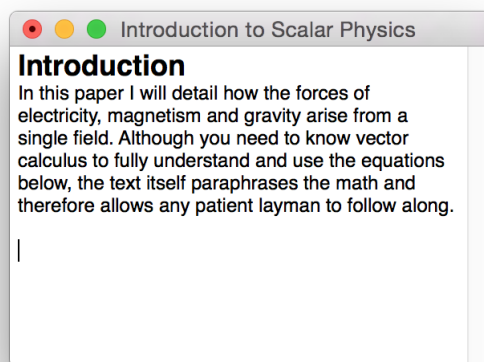 Introduction to Scalar Physics
Introduction
In this paper I will detail how the forces of
electricity, magnetism and gravity arise from a
single field. Although you need to know vector
calculus to fully understand and use the equations
below, the text itself paraphrases the math and
therefore allows any patient layman to follow along.